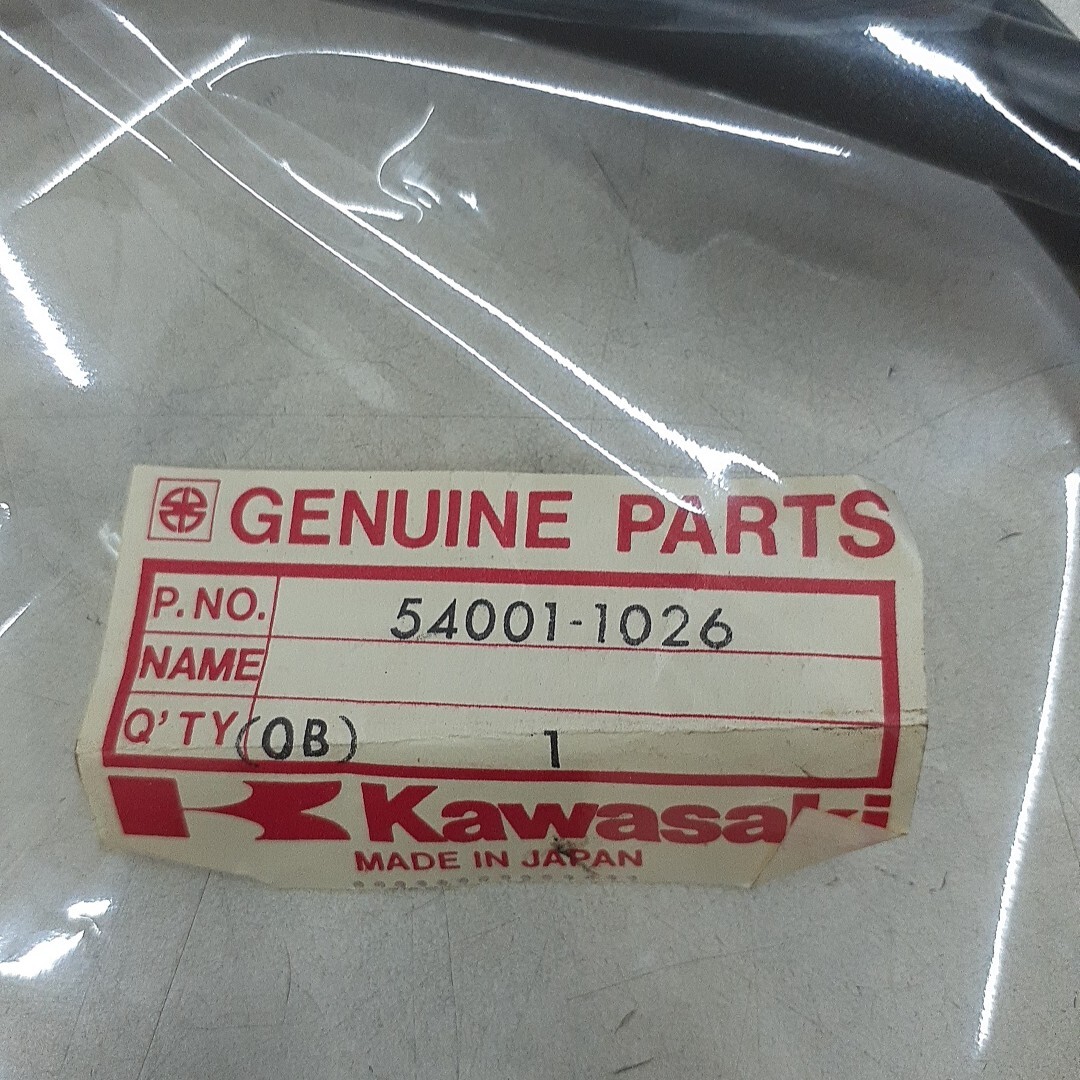 GENUINE PARTS
P.NO. 54001-1026
NAME
Q'TY (OB) 1
Kawasaki
MADE IN JAPAN